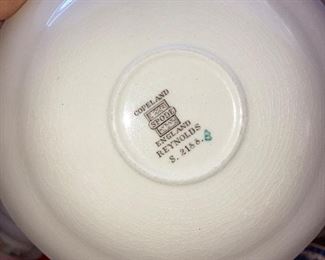 COPELAND
SPODE
ENGLAND
REYNOLDS
S. 2188.